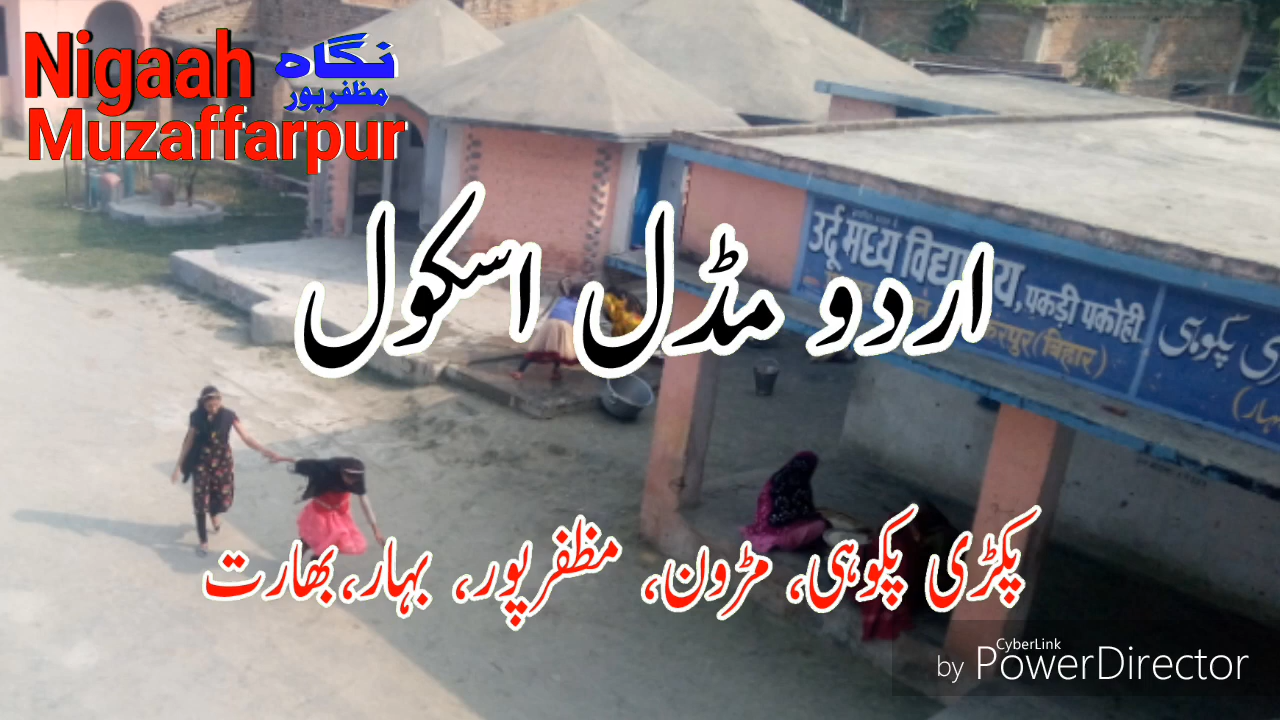 Nigaah نگاہ
Muzaffarpur مظفرپور
اردو مڈل اسکول
उर्दू मध्य विद्यालय, पकडी पकोही
पुर (बिहार)
پکوہی
پکڑی پکوہی، مڑون، مظفرپور، بہار،بھارت
CyberLink
by PowerDirector